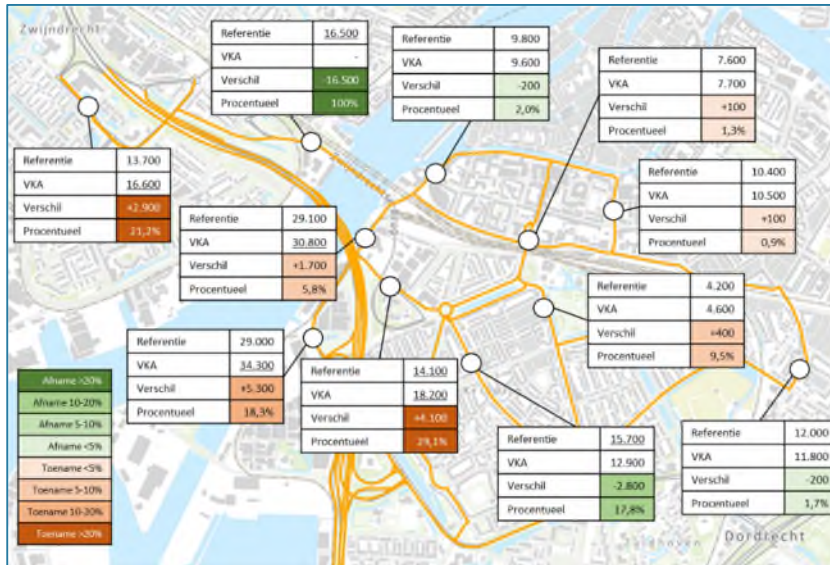 Zwijndrecht
Referentie 16.500
VKA -
Verschil -16.500
Procentueel 100%
Referentie 9.800
VKA 9.600
Verschil -200
Procentueel 2,0%
Referentie 7.600
VKA 7.700
Verschil +100
Procentueel 1,3%
Referentie 13.700
VKA 16.600
Verschil +2.900
Procentueel 21,2%
Referentie 10.400
VKA 10.500
Verschil +100
Procentueel 0,9%
Referentie 29.100
VKA 30.800
Verschil +1.700
Procentueel 5,8%
Referentie 4.200
VKA 4.600
Verschil +400
Procentueel 9,5%
Referentie 29.000
VKA 34.300
Verschil +5.300
Procentueel 18,3%
Referentie 14.100
VKA 18.200
Verschil +4.100
Procentueel 29,1%
Afname >20%
Afname 10-20%
Afname 5-10%
Afname <5%
Toename <5%
Toename 5-10%
Toename 10-20%
Toename >20%
Referentie 15.700
VKA 12.900
Verschil -2.800
Procentueel 17,8%
Referentie 12.000
VKA 11.800
Verschil -200
Procentueel 1,7%
Dordrecht